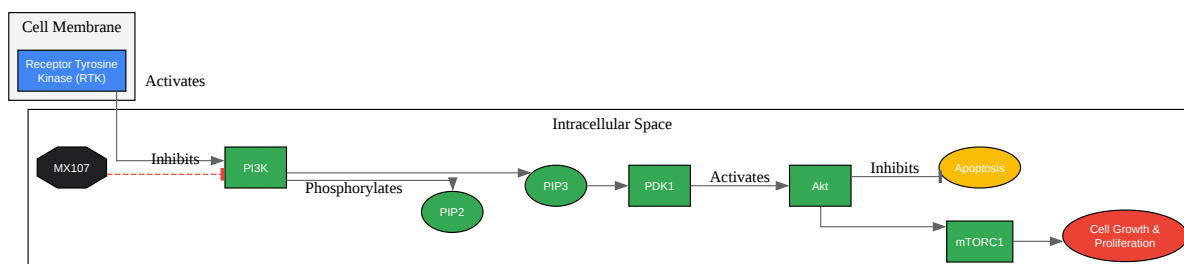 Cell Membrane
Receptor Tyrosine
Kinase (RTK)
Activates
Intracellular Space
MX107
Inhibits
PI3K
Phosphorylates
PIP2
PIP3
PDK1
Activates
Akt
Inhibits
Apoptosis
mTORC1
Cell Growth &
Proliferation